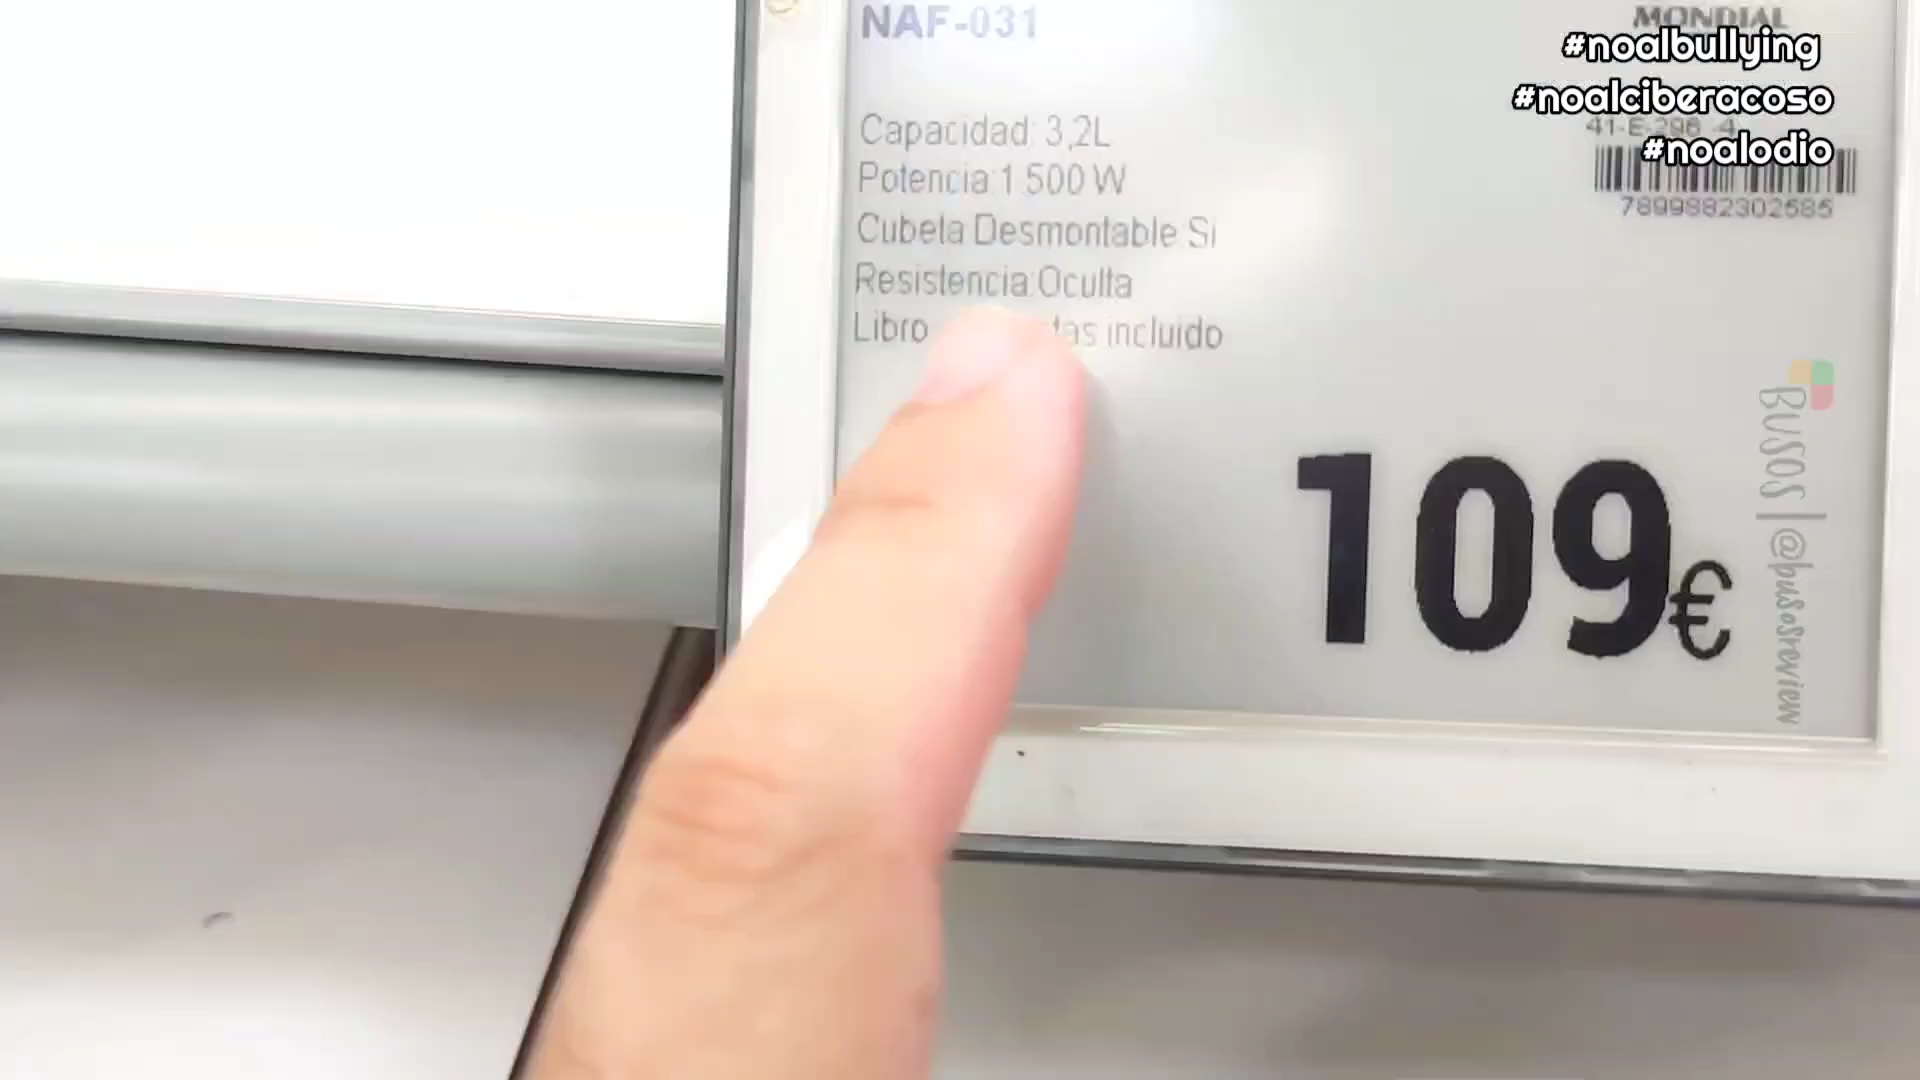 NAF-031
MONDIAL
#noalbullying
#noalciberacoso
#noalodio
Capacidad: 3,2L
Potencia:1 500 W
Cubeta Desmontable:Si
Resistencia:Oculta
Libro incluido
41-E-296 -4
7899882302585
109€
BUSOS | @busosreview